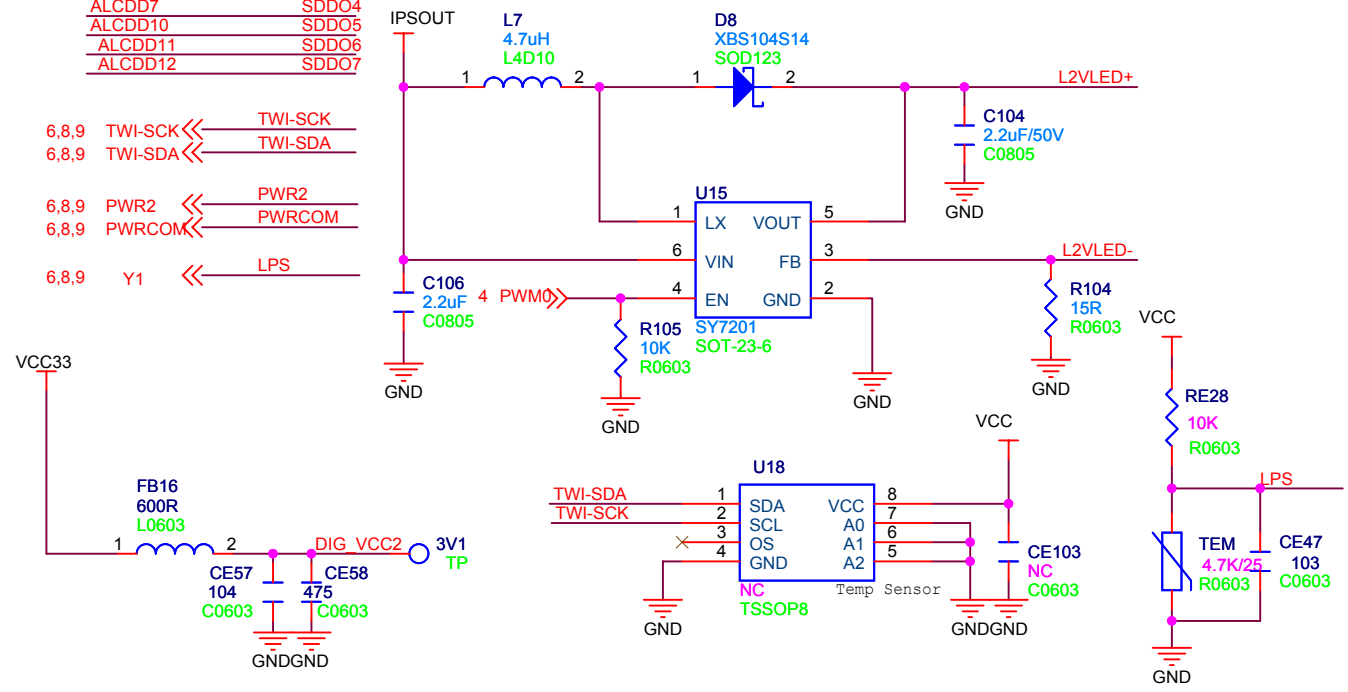 ALCDD7 SDDO4
ALCDD10 SDDO5
ALCDD11 SDDO6
ALCDD12 SDDO7
6,8,9 TWI-SCK TWI-SCK
6,8,9 TWI-SDA TWI-SDA
6,8,9 PWR2 PWR2
6,8,9 PWRCOM PWRCOM
6,8,9 Y1 LPS
IPSOUT
L7
4.7uH
L4D10
1 2
D8
XBS104S14
SOD123
1 2
L2VLED+
C104
2.2uF/50V
C0805
GND
U15
1 LX VOUT 5
6 VIN FB 3
4 EN GND 2
SY7201
SOT-23-6
L2VLED-
C106
2.2uF
C0805
GND
4 PWM0
R105
10K
R0603
GND
GND
R104
15R
R0603
GND
VCC33
FB16
600R
L0603
1 2
DIG_VCC2
3V1
TP
CE57
104
C0603
CE58
475
C0603
GND GND
U18
TWI-SDA 1 SDA VCC 8
TWI-SCK 2 SCL A0 7
3 OS A1 6
4 GND A2 5
NC
TSSOP8
Temp Sensor
GND
VCC
CE103
NC
C0603
GND GND
VCC
RE28
10K
R0603
LPS
TEM
4.7K/25
R0603
CE47
103
C0603
GND